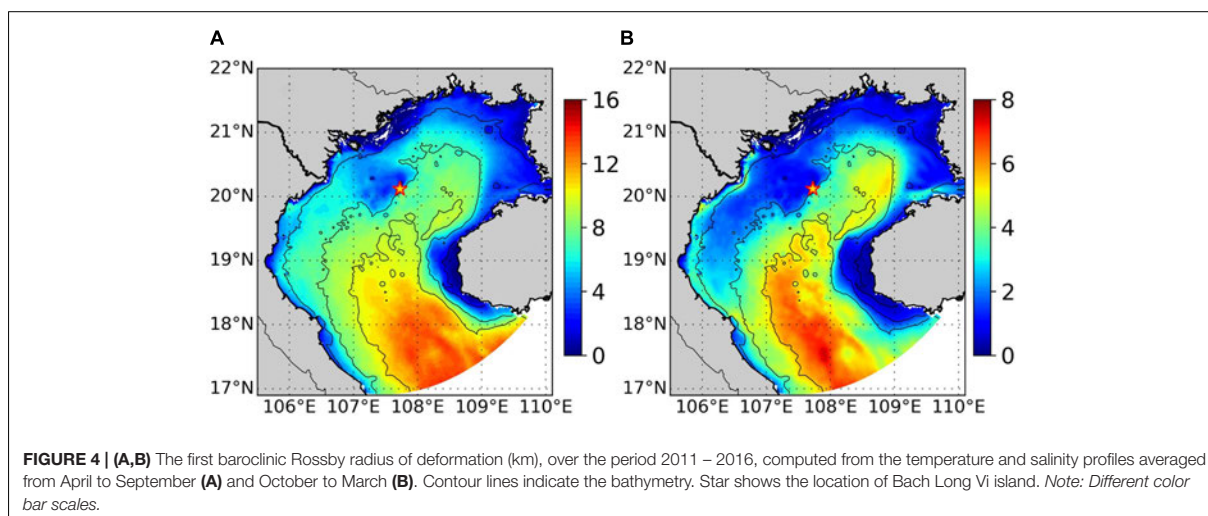 A
B
22°N
21°N
20°N
19°N
18°N
17°N
106°E 107°E 108°E 109°E 110°E
16
12
8
4
0
22°N
21°N
20°N
19°N
18°N
17°N
106°E 107°E 108°E 109°E 110°E
8
6
4
2
0
FIGURE 4 | (A,B) The first baroclinic Rossby radius of deformation (km), over the period 2011 – 2016, computed from the temperature and salinity profiles averaged
from April to September (A) and October to March (B). Contour lines indicate the bathymetry. Star shows the location of Bach Long Vi island. Note: Different color
bar scales.